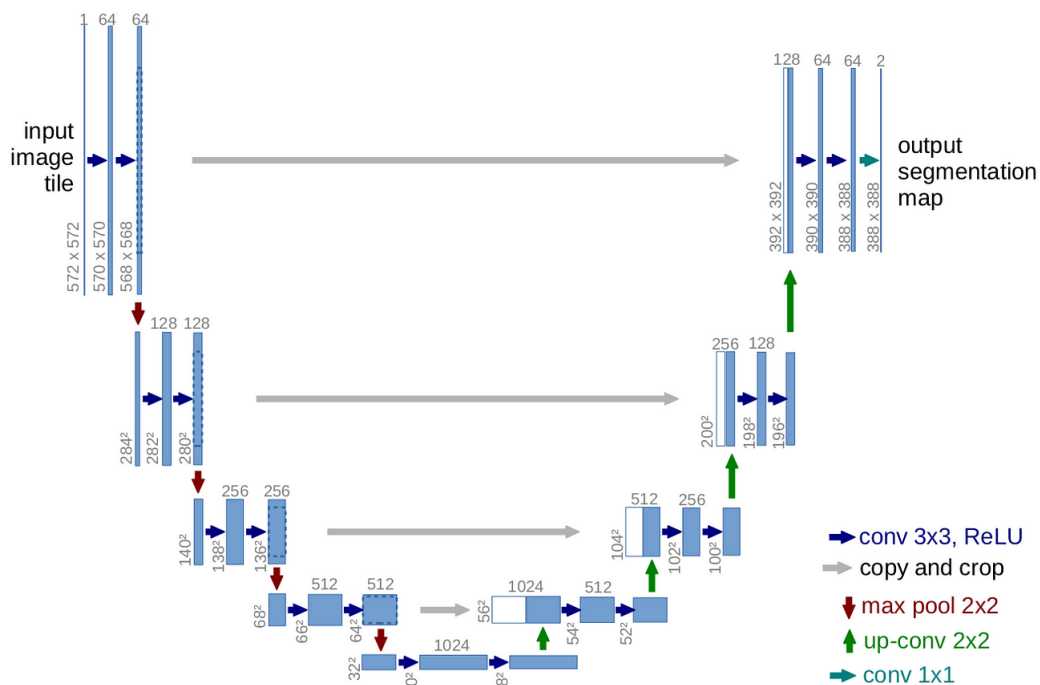 1 64 64
input
image
tile
572 x 572
570 x 570
568 x 568
128 64 64 2
output
segmentation
map
392 x 392
390 x 390
388 x 388
388 x 388
128 128
284²
282²
280²
256 128
200²
198²
196²
256 256
140²
138²
136²
512 256
104²
102²
100²
512 512
68²
66²
64²
1024 512
56²
54²
52²
1024
32²
conv 3x3, ReLU
copy and crop
max pool 2x2
up-conv 2x2
conv 1x1